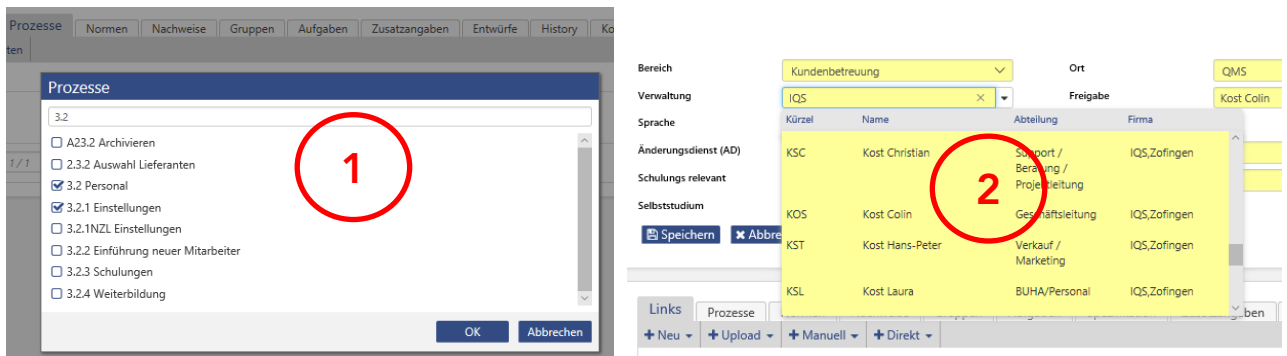 Prozesse Normen Nachweise Gruppen Aufgaben Zusatzangaben Entwürfe History Ko
ten
Prozesse
3.2
A23.2 Archivieren
2.3.2 Auswahl Lieferanten
3.2 Personal
3.2.1 Einstellungen
3.2.1NZL Einstellungen
3.2.2 Einführung neuer Mitarbeiter
3.2.3 Schulungen
3.2.4 Weiterbildung
OK Abbrechen
1 / 1
1
Bereich Kundenbetreuung Ort QMS
Verwaltung IQS Freigabe Kost Colin
Sprache
Änderungsdienst (AD)
Schulungs relevant
Selbststudium
Speichern Abbre
Kürzel Name Abteilung Firma
KSC Kost Christian Support / IQS,Zofingen
Beratung /
Projektleitung
KOS Kost Colin Geschäftsleitung IQS,Zofingen
KST Kost Hans-Peter Verkauf / IQS,Zofingen
Marketing
KSL Kost Laura BUHA/Personal IQS,Zofingen
2
Links Prozesse ben
+ Neu + Upload + Manuell + Direkt